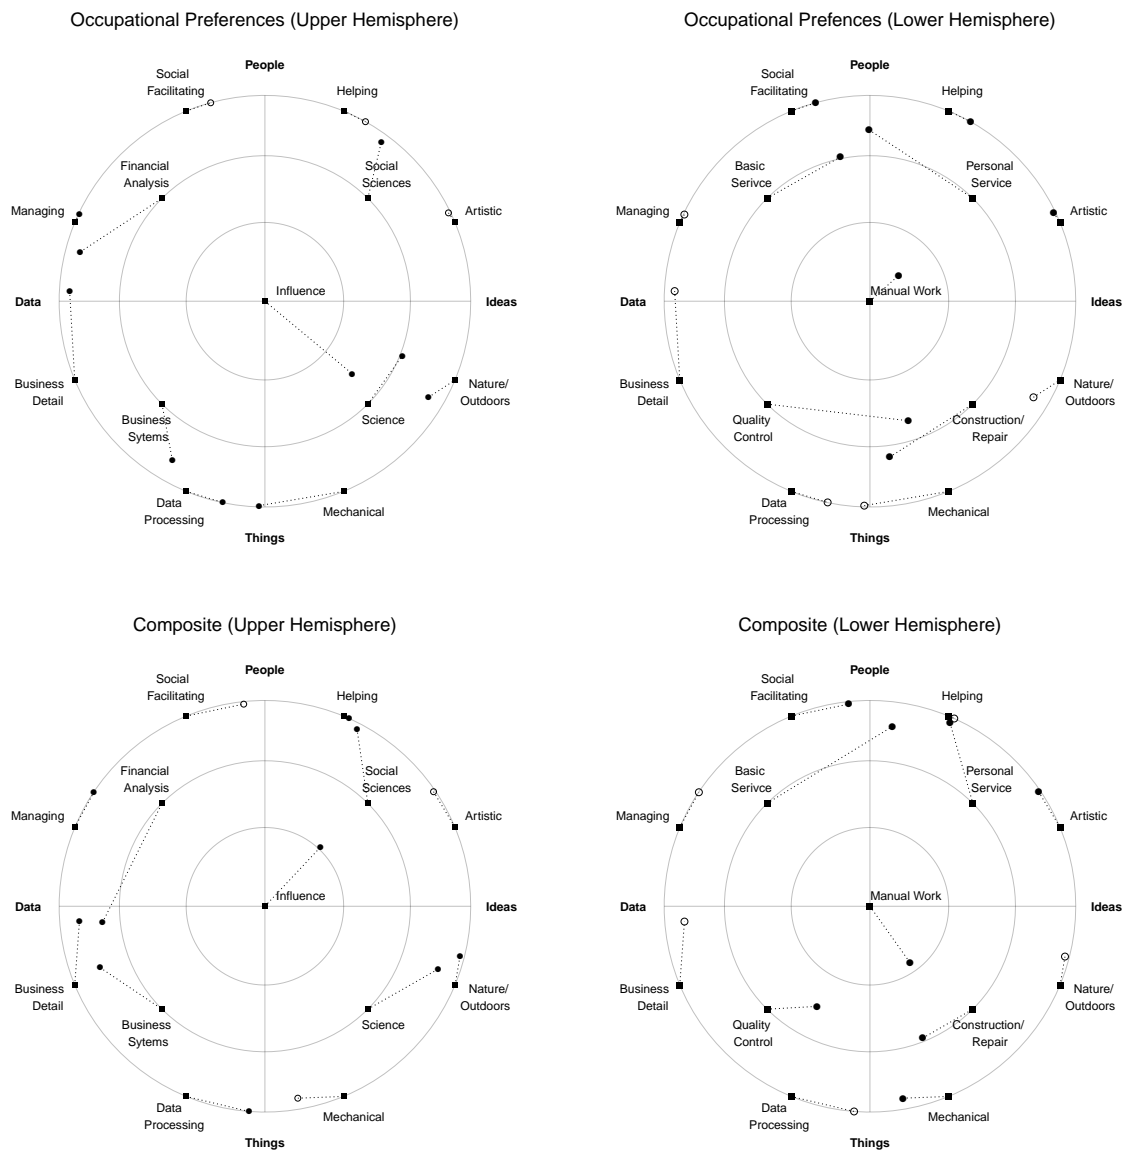 Occupational Preferences (Upper Hemisphere)
People
Social
Facilitating
Helping
Financial
Analysis
Social
Sciences
Managing
Artistic
Influence
Data
Ideas
Business
Detail
Nature/
Outdoors
Business
Sytems
Science
Data
Processing
Mechanical
Things
Occupational Prefences (Lower Hemisphere)
People
Social
Facilitating
Helping
Basic
Serivce
Personal
Service
Managing
Artistic
Manual Work
Data
Ideas
Business
Detail
Nature/
Outdoors
Quality
Control
Construction/
Repair
Data
Processing
Mechanical
Things
Composite (Upper Hemisphere)
People
Social
Facilitating
Helping
Financial
Analysis
Social
Sciences
Managing
Artistic
Influence
Data
Ideas
Business
Detail
Nature/
Outdoors
Business
Sytems
Science
Data
Processing
Mechanical
Things
Composite (Lower Hemisphere)
People
Social
Facilitating
Helping
Basic
Serivce
Personal
Service
Managing
Artistic
Manual Work
Data
Ideas
Business
Detail
Nature/
Outdoors
Quality
Control
Construction/
Repair
Data
Processing
Mechanical
Things